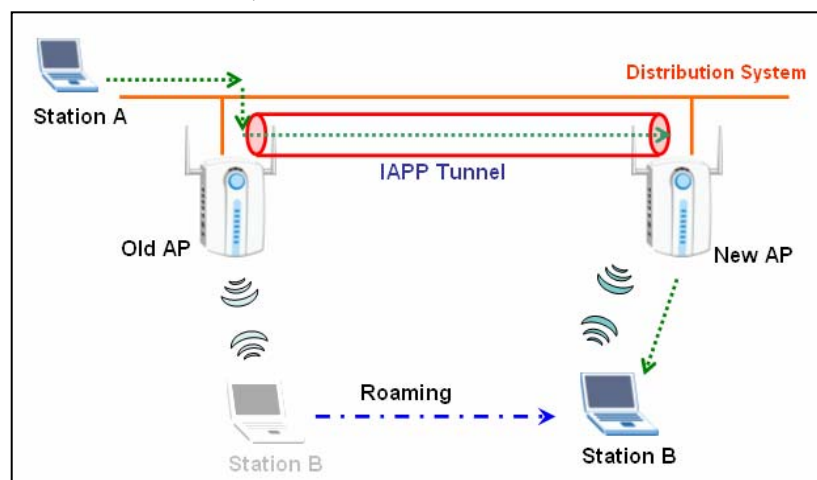 Distribution System
Station A
IAPP Tunnel
Old AP
New AP
Roaming
Station B
Station B